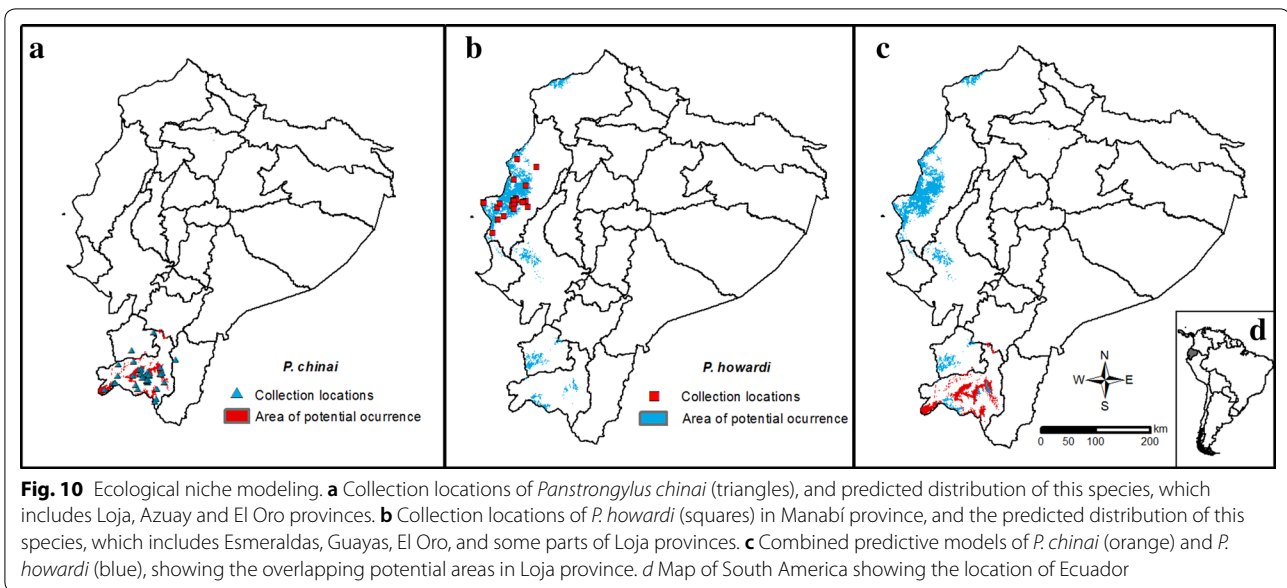 a
b
c
P. chinai
Collection locations
Area of potential ocurrence
P. howardi
Collection locations
Area of potential ocurrence
d
N
W E
S
km
0 50 100 200
Fig. 10 Ecological niche modeling. a Collection locations of Panstrongylus chinai (triangles), and predicted distribution of this species, which
includes Loja, Azuay and El Oro provinces. b Collection locations of P. howardi (squares) in Manabí province, and the predicted distribution of this
species, which includes Esmeraldas, Guayas, El Oro, and some parts of Loja provinces. c Combined predictive models of P. chinai (orange) and P.
howardi (blue), showing the overlapping potential areas in Loja province. d Map of South America showing the location of Ecuador